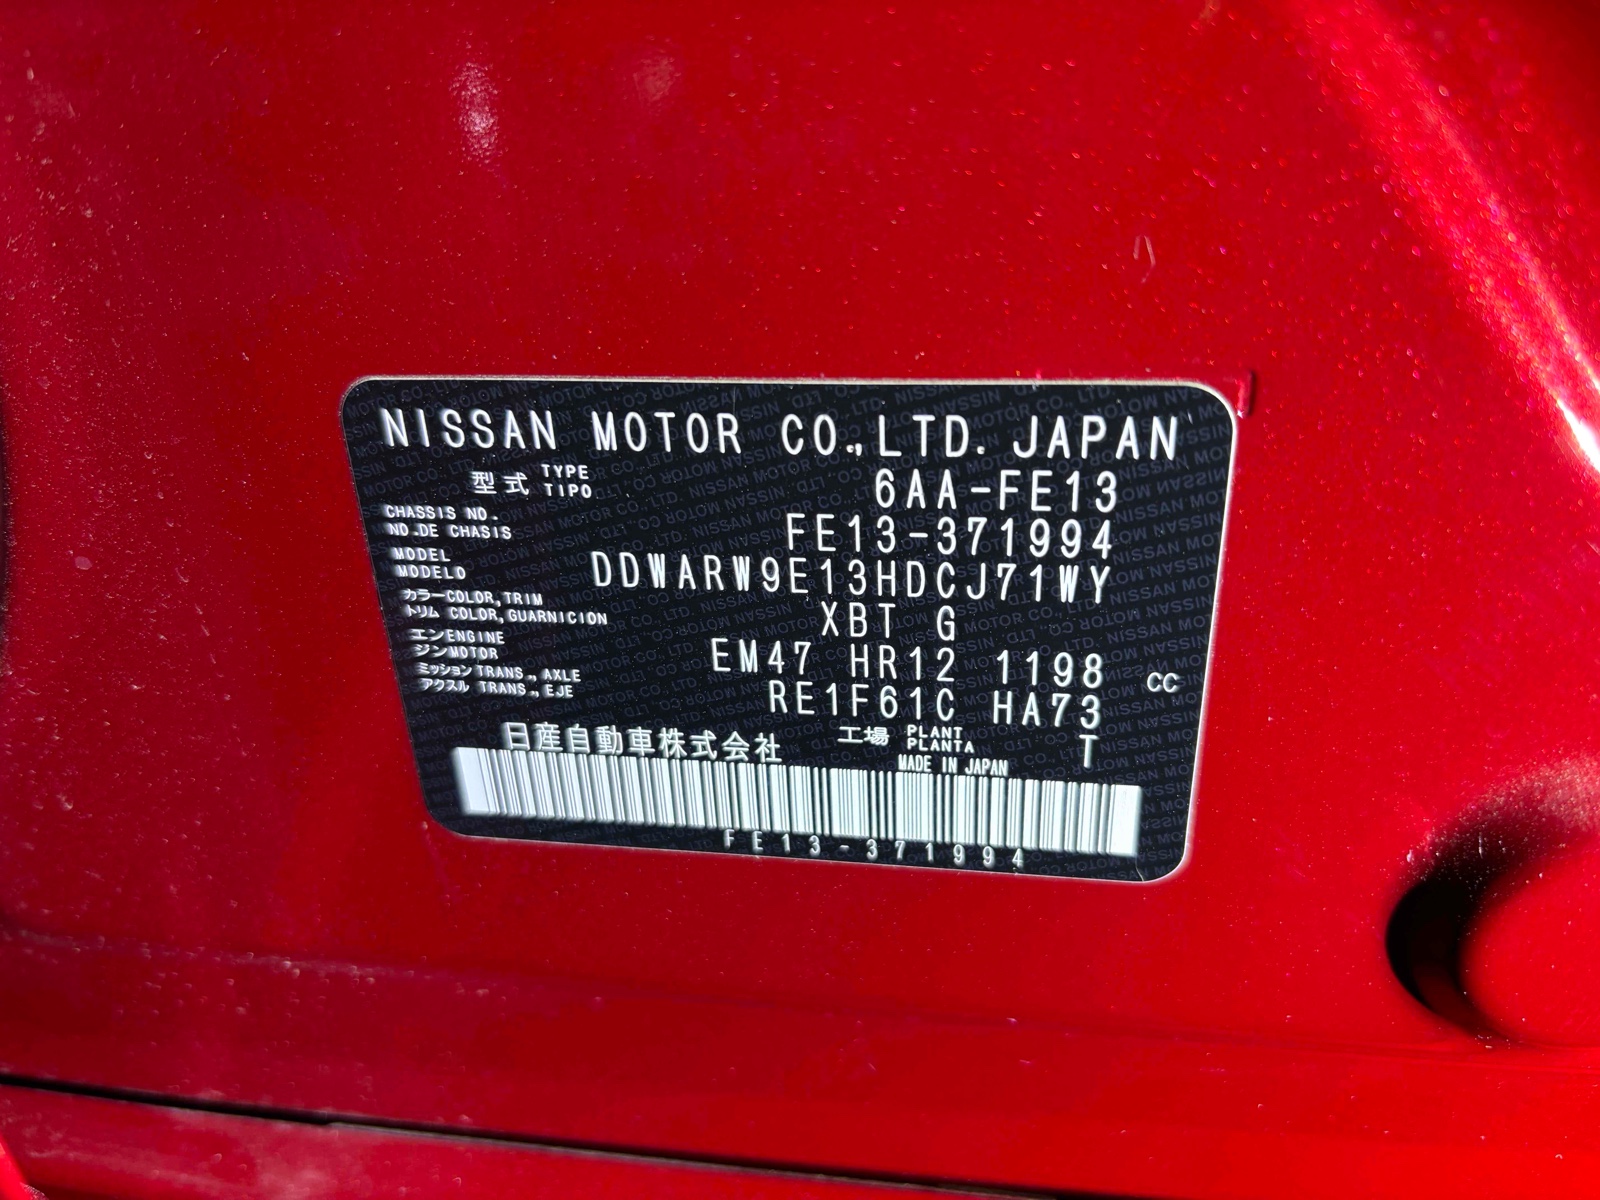 NISSAN MOTOR CO.,LTD. JAPAN
型式 TYPE TIPO 6AA-FE13
CHASSIS NO. NO.DE CHASIS FE13-371994
MODEL MODELO DDWARW9E13HDCJ71WY
カラー COLOR,TRIM トリム COLOR,GUARNICION XBT G
エンジン ENGINE MOTOR EM47 HR12 1198 CC
ミッション TRANS., AXLE アクスル TRANS., EJE RE1F61C HA73
日産自動車株式会社 工場 PLANT PLANTA T
MADE IN JAPAN
FE13-371994